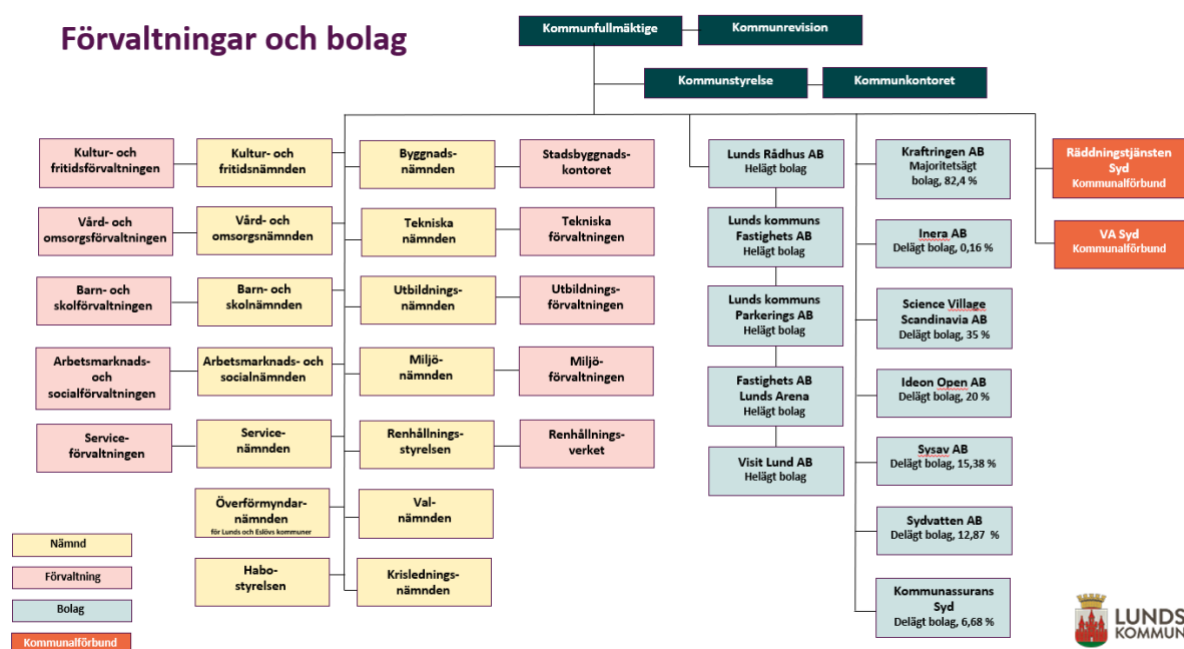 Förvaltningar och bolag
Kommunfullmäktige
Kommunrevision
Kommunstyrelse
Kommunkontoret
Kultur- och
fritidsförvaltningen
Kultur- och
fritidsnämnden
Byggnads-
nämnden
Stadsbyggnads-
kontoret
Vård- och
omsorgsförvaltningen
Vård- och
omsorgsnämnden
Tekniska
nämnden
Tekniska
förvaltningen
Barn- och
skolförvaltningen
Barn- och
skolnämnden
Utbildnings-
nämnden
Utbildnings-
förvaltningen
Arbetsmarknads-
och
socialförvaltningen
Arbetsmarknads- och
socialnämnden
Miljö-
nämnden
Miljö-
förvaltningen
Service-
förvaltningen
Service-
nämnden
Renhållnings-
styrelsen
Renhållnings-
verket
Överförmyndar-
nämnden
för Lunds och Eslövs kommuner
Val-
nämnden
Habo-
styrelsen
Krislednings-
nämnden
Lunds Rådhus AB
Helägt bolag
Lunds kommuns
Fastighets AB
Helägt bolag
Lunds kommuns
Parkerings AB
Helägt bolag
Fastighets AB
Lunds Arena
Helägt bolag
Visit Lund AB
Helägt bolag
Kraftringen AB
Majoritetsägt
bolag, 82,4 %
Inera AB
Delägt bolag, 0,16 %
Science Village
Scandinavia AB
Delägt bolag, 35 %
Ideon Open AB
Delägt bolag, 20 %
Sysav AB
Delägt bolag, 15,38 %
Sydvatten AB
Delägt bolag, 12,87 %
Kommunassurans
Syd
Delägt bolag, 6,68 %
Räddningstjänsten
Syd
Kommunalförbund
VA Syd
Kommunalförbund
Nämnd
Förvaltning
Bolag
Kommunalförbund
LUNDS
KOMMUN